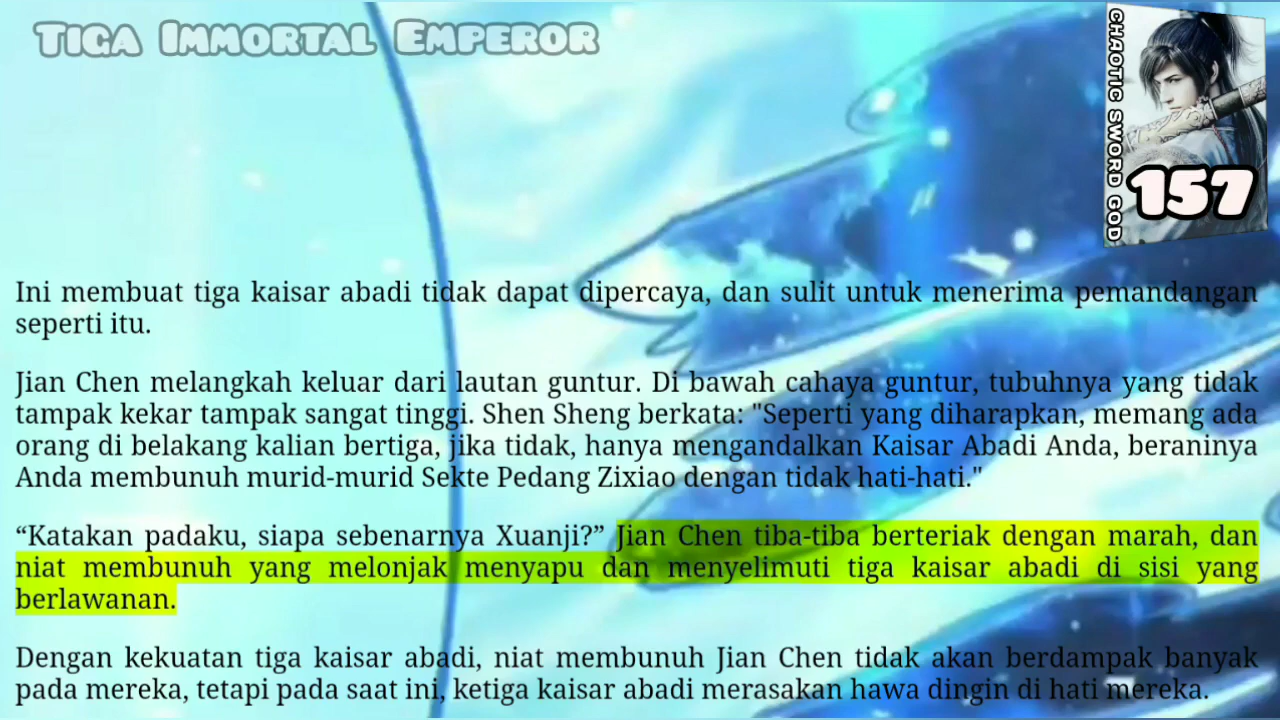 Tiga Immortal Emperor
CHAOTIC SWORD GOD
157
Ini membuat tiga kaisar abadi tidak dapat dipercaya, dan sulit untuk menerima pemandangan
seperti itu.
Jian Chen melangkah keluar dari lautan guntur. Di bawah cahaya guntur, tubuhnya yang tidak
tampak kekar tampak sangat tinggi. Shen Sheng berkata: "Seperti yang diharapkan, memang ada
orang di belakang kalian bertiga, jika tidak, hanya mengandalkan Kaisar Abadi Anda, beraninya
Anda membunuh murid-murid Sekte Pedang Zixiao dengan tidak hati-hati."
“Katakan padaku, siapa sebenarnya Xuanji?” Jian Chen tiba-tiba berteriak dengan marah, dan
niat membunuh yang melonjak menyapu dan menyelimuti tiga kaisar abadi di sisi yang
berlawanan.
Dengan kekuatan tiga kaisar abadi, niat membunuh Jian Chen tidak akan berdampak banyak
pada mereka, tetapi pada saat ini, ketiga kaisar abadi merasakan hawa dingin di hati mereka.